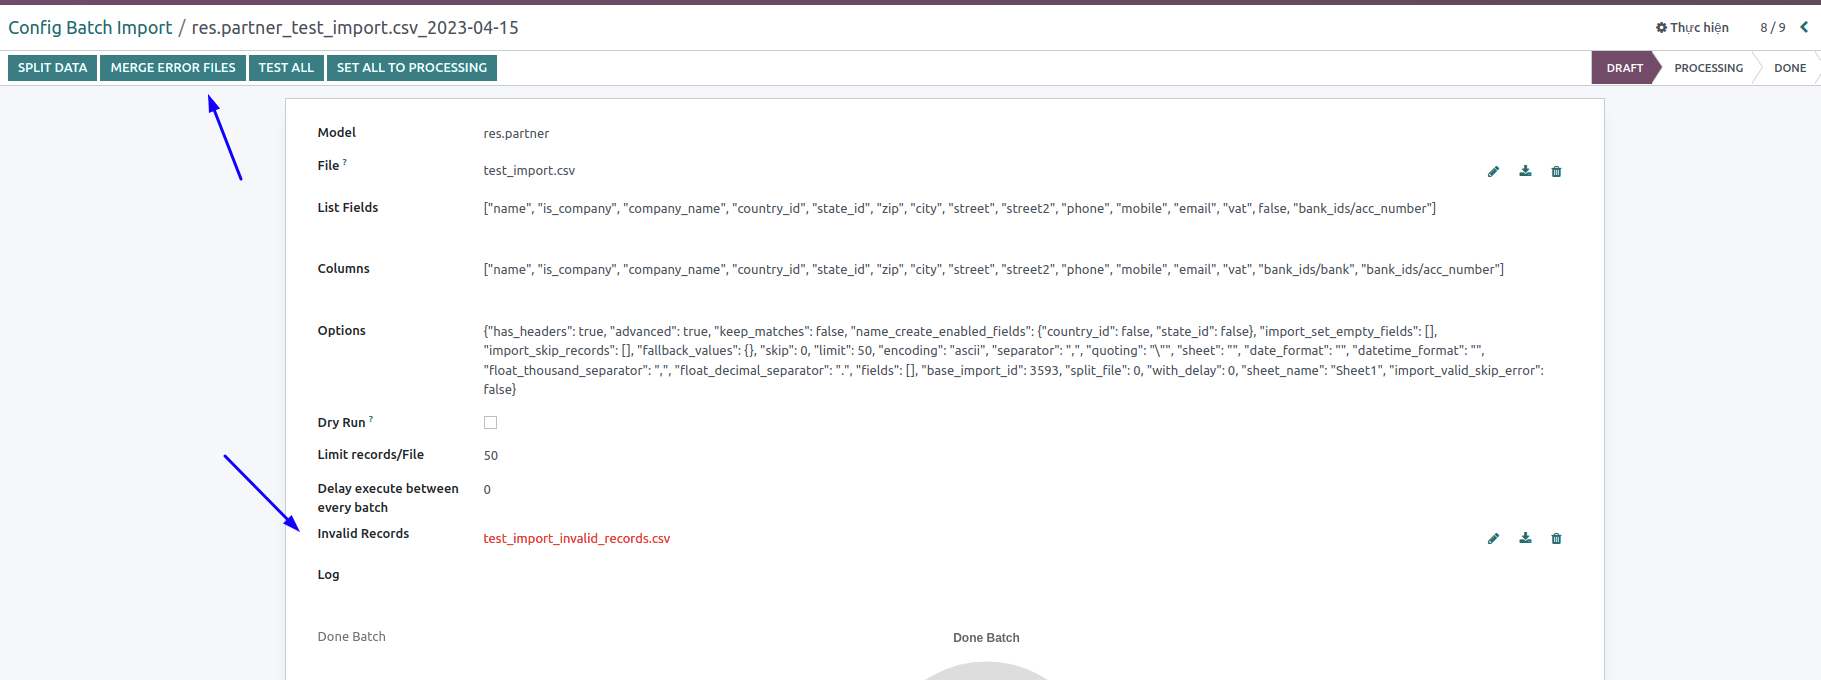 Config Batch Import / res.partner_test_import.csv_2023-04-15
Thực hiện 8 / 9
SPLIT DATA MERGE ERROR FILES TEST ALL SET ALL TO PROCESSING DRAFT PROCESSING DONE
Model res.partner
File ? test_import.csv
List Fields ["name", "is_company", "company_name", "country_id", "state_id", "zip", "city", "street", "street2", "phone", "mobile", "email", "vat", false, "bank_ids/acc_number"]
Columns ["name", "is_company", "company_name", "country_id", "state_id", "zip", "city", "street", "street2", "phone", "mobile", "email", "vat", "bank_ids/bank", "bank_ids/acc_number"]
Options {"has_headers": true, "advanced": true, "keep_matches": false, "name_create_enabled_fields": {"country_id": false, "state_id": false}, "import_set_empty_fields": [],
"import_skip_records": [], "fallback_values": {}, "skip": 0, "limit": 50, "encoding": "ascii", "separator": ",", "quoting": "\"", "sheet": "", "date_format": "", "datetime_format": "",
"float_thousand_separator": ",", "float_decimal_separator": ".", "fields": [], "base_import_id": 3593, "split_file": 0, "with_delay": 0, "sheet_name": "Sheet1", "import_valid_skip_error":
false}
Dry Run ?
Limit records/File 50
Delay execute between 0
every batch
Invalid Records test_import_invalid_records.csv
Log
Done Batch Done Batch